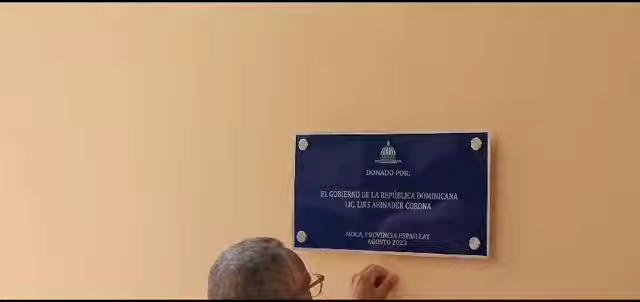 DONADO POR:
EL GOBIERNO DE LA REPÚBLICA DOMINICANA
LIC. LUIS ABINADER CORONA
MOCA, PROVINCIA ESPAILLAT
AGOSTO 2023